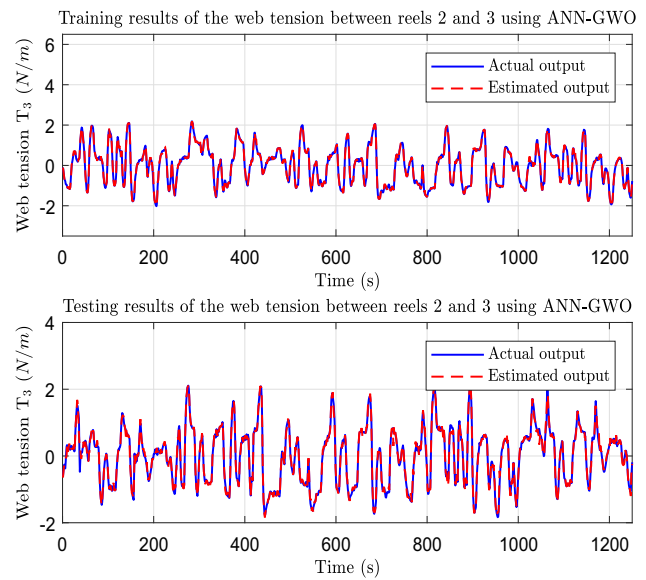 Training results of the web tension between reels 2 and 3 using ANN-GWO
Web tension T3 (N/m)
6
4
2
0
-2
Actual output
Estimated output
0 200 400 600 800 1000 1200
Time (s)
Testing results of the web tension between reels 2 and 3 using ANN-GWO
Web tension T3 (N/m)
4
2
0
-2
Actual output
Estimated output
0 200 400 600 800 1000 1200
Time (s)